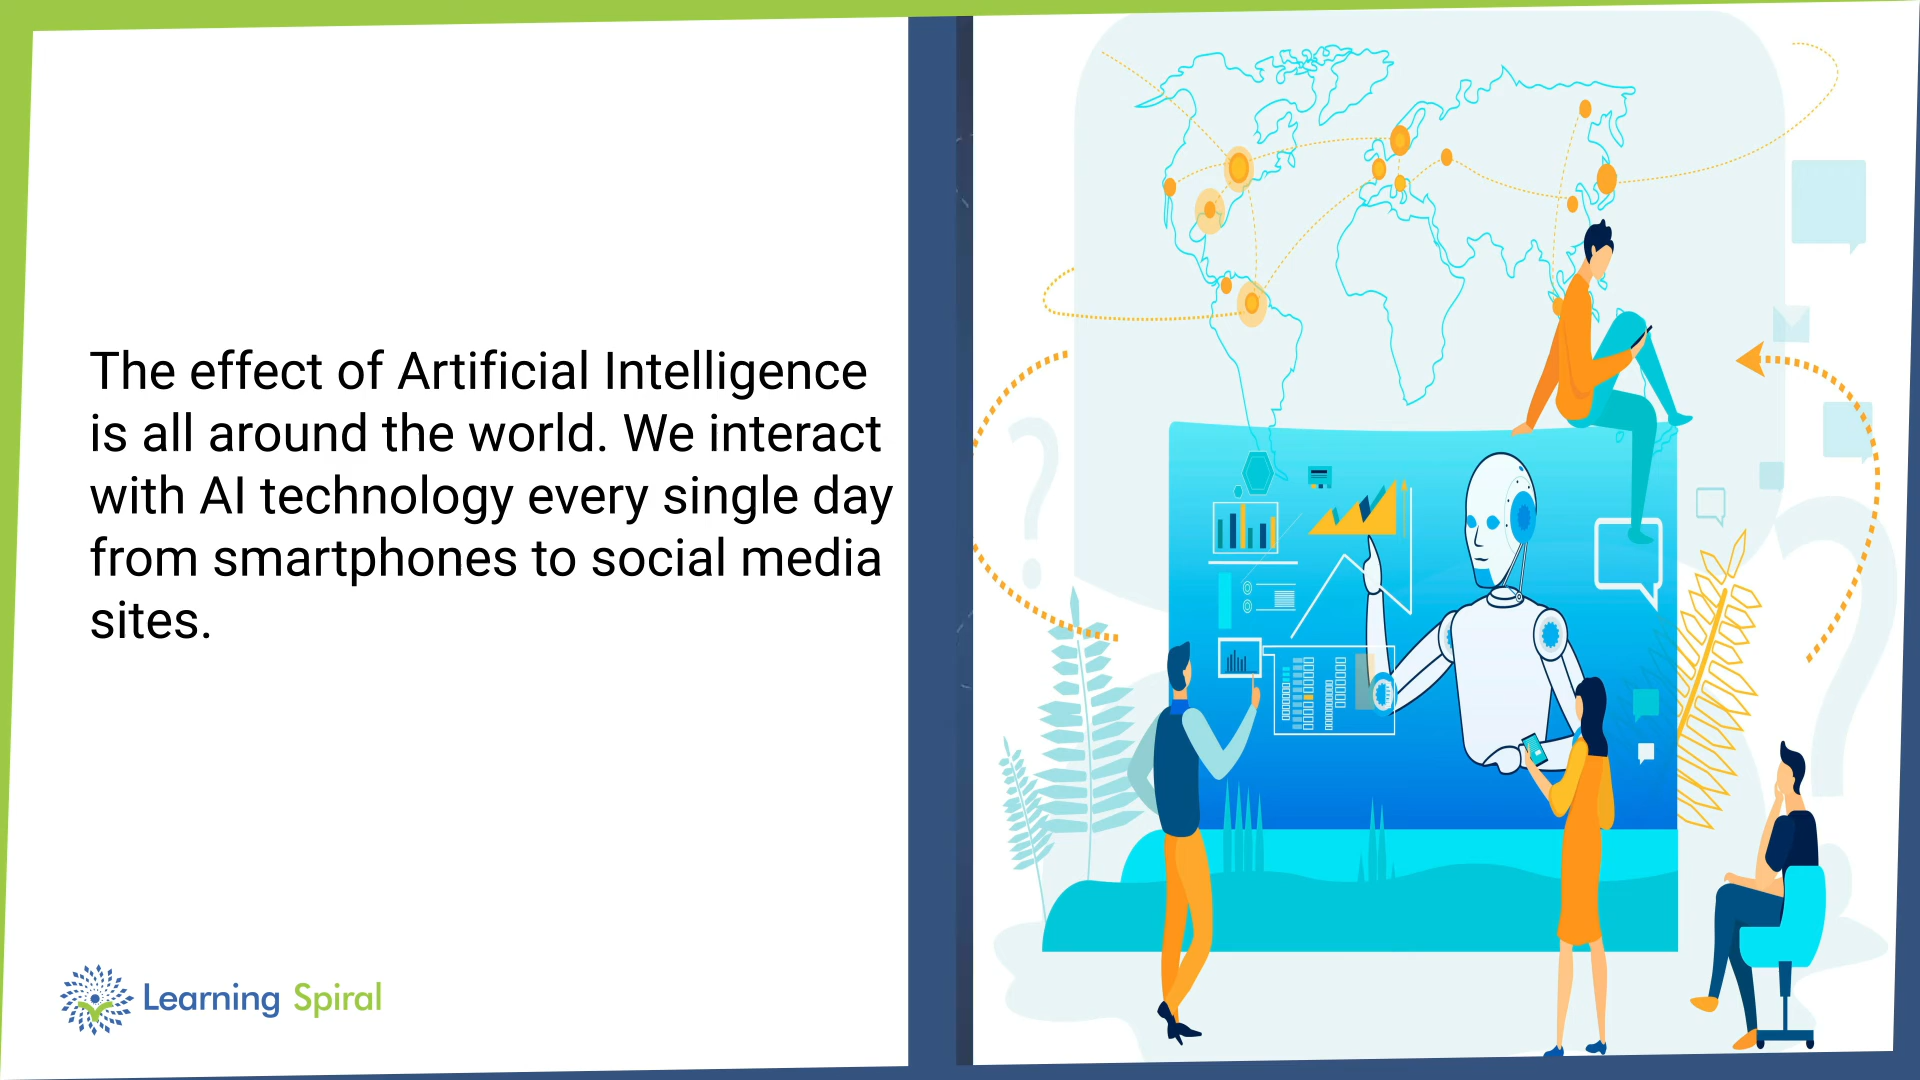 The effect of Artificial Intelligence
is all around the world. We interact
with AI technology every single day
from smartphones to social media
sites.
Learning Spiral